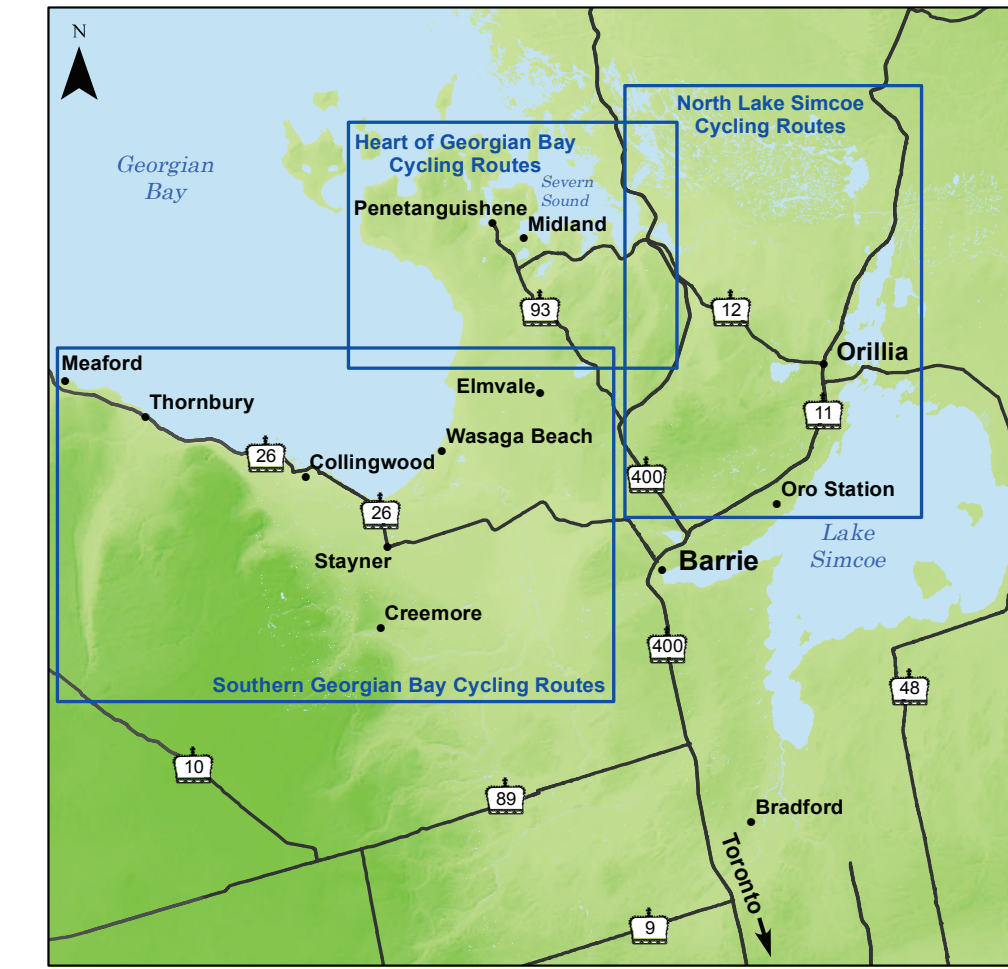 N
North Lake Simcoe
Cycling Routes
Heart of Georgian Bay
Cycling Routes
Georgian
Bay
Severn
Sound
Penetanguishene
Midland
93
12
Meaford
Orillia
Elmvale
Thornbury
11
Wasaga Beach
26
Collingwood
400
Oro Station
26
Lake
Simcoe
Stayner
Barrie
Creemore
400
Southern Georgian Bay Cycling Routes
48
10
89
Bradford
Toronto
9